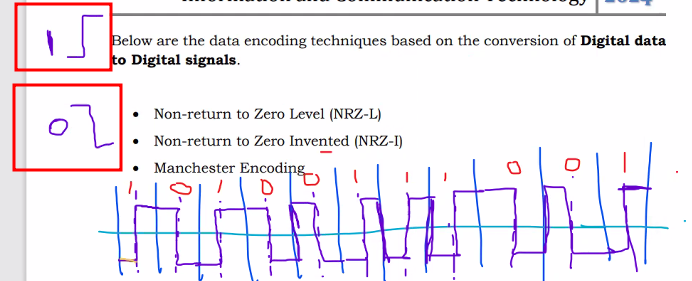 Information and Communication Technology
1
Below are the data encoding techniques based on the conversion of Digital data
to Digital signals.
0
• Non-return to Zero Level (NRZ-L)
• Non-return to Zero Invented (NRZ-I)
• Manchester Encoding
1 0 1 0 0 1 1 1 0 0 1